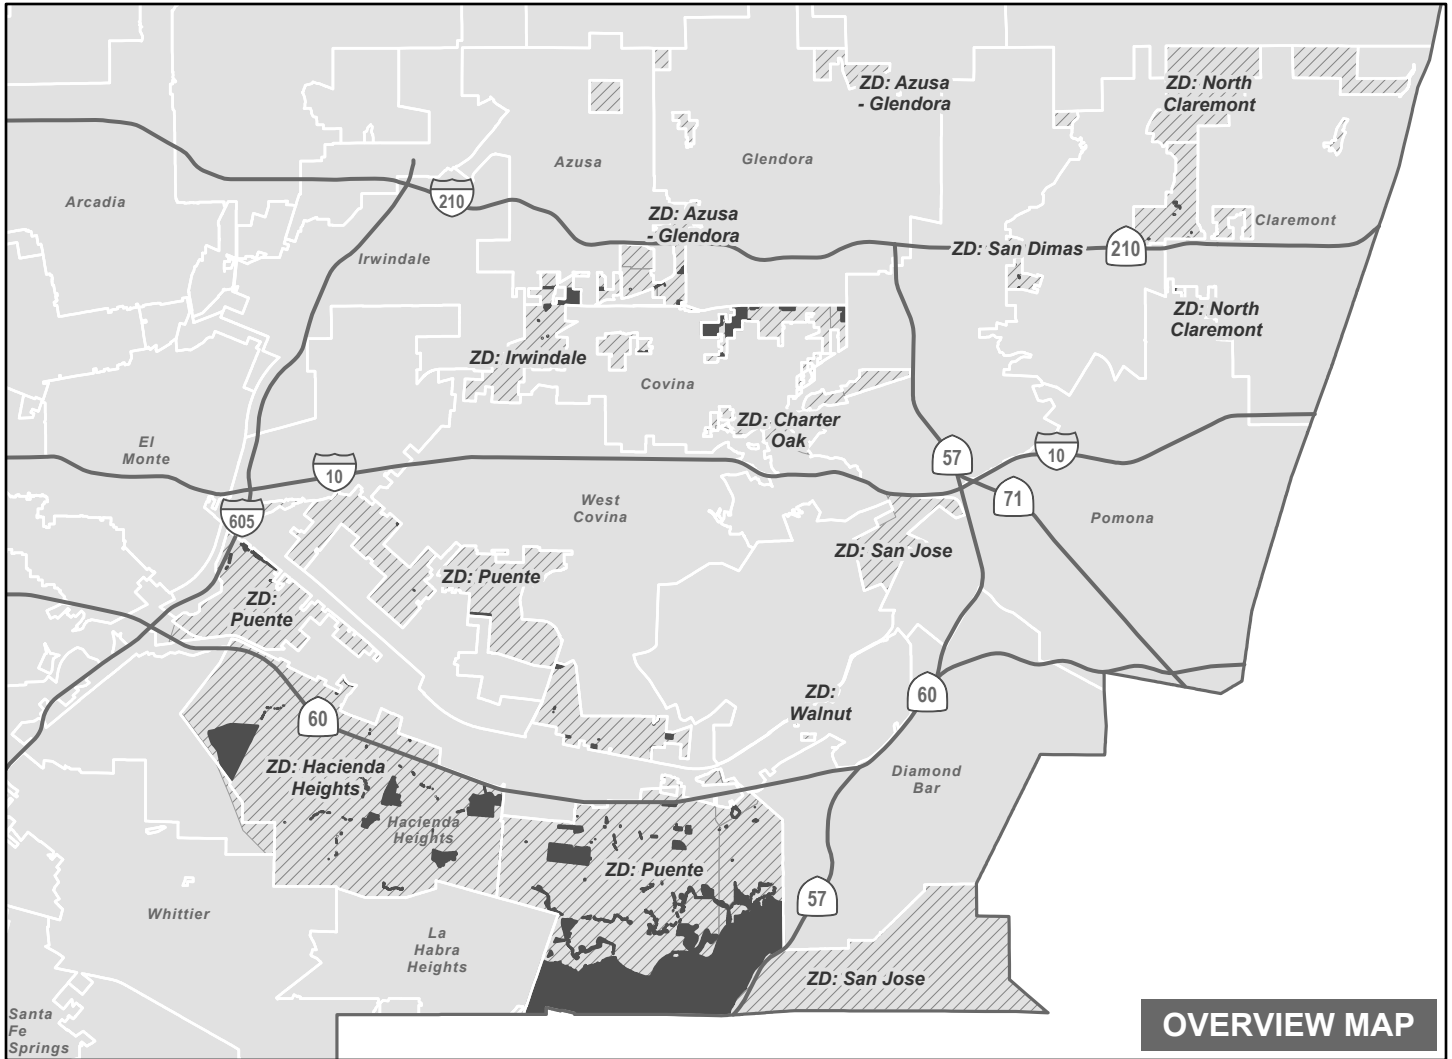 ZD: Azusa
- Glendora
ZD: North
Claremont
Azusa
Glendora
Arcadia
210
ZD: Azusa
- Glendora
Claremont
Irwindale
ZD: San Dimas
210
ZD: North
Claremont
ZD: Irwindale
Covina
ZD: Charter
Oak
El
Monte
57
10
10
71
West
Covina
605
Pomona
ZD: San Jose
ZD: Puente
ZD:
Puente
60
ZD:
Walnut
60
ZD: Hacienda
Heights
Diamond
Bar
Hacienda
Heights
ZD: Puente
57
Whittier
La
Habra
Heights
ZD: San Jose
Santa
Fe
Springs
OVERVIEW MAP